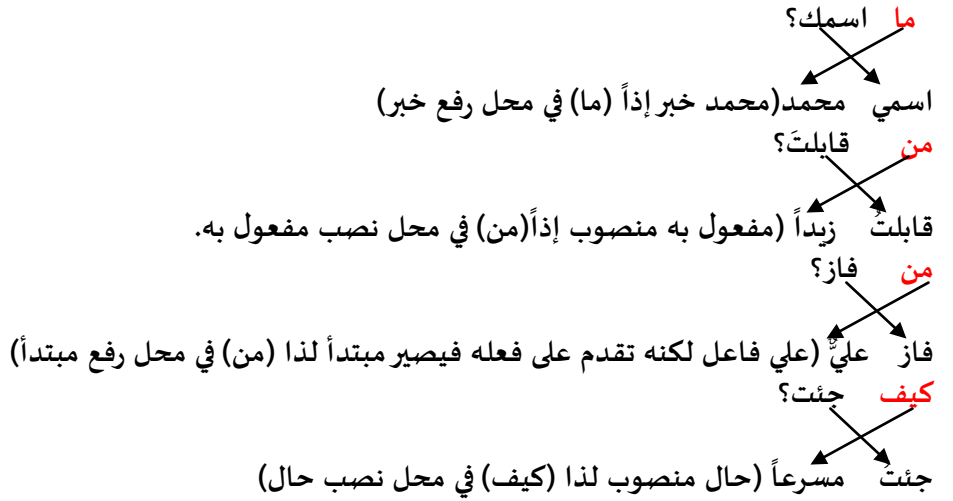 ما اسمك؟
اسمي محمد(محمد خبر إذاً (ما) في محل رفع خبر)
من قابلتَ؟
قابلتُ زيداً (مفعول به منصوب إذاً(من) في محل نصب مفعول به.
من فاز؟
فاز عليٌّ (علي فاعل لكنه تقدم على فعله فيصير مبتدأ لذا (من) في محل رفع مبتدأ)
كيف جئت؟
جئتُ مسرعاً (حال منصوب لذا (كيف) في محل نصب حال)